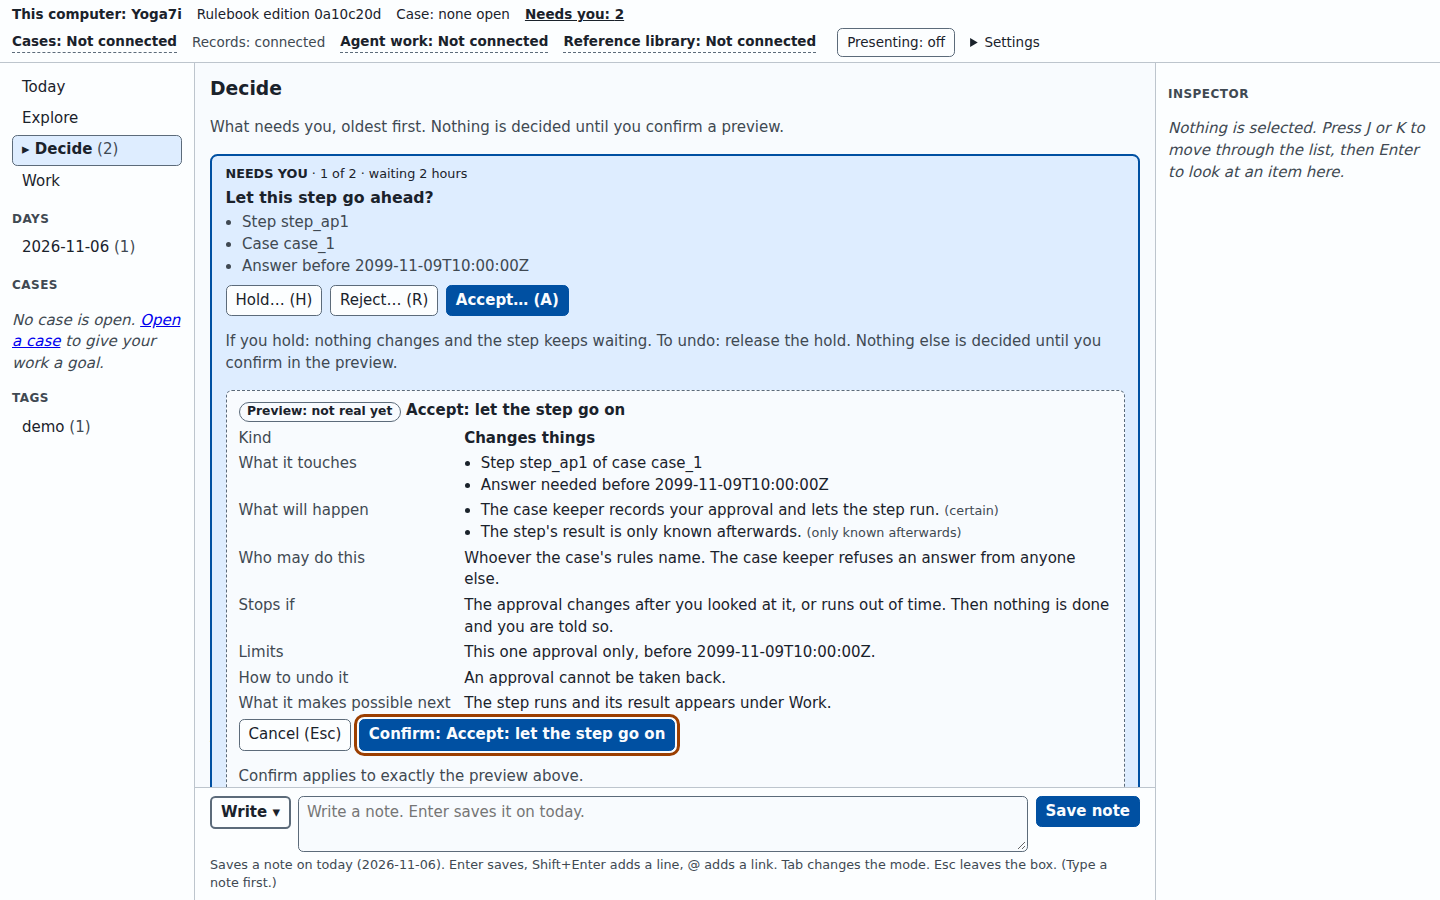 This computer: Yoga7i Rulebook edition 0a10c20d Case: none open Needs you: 2
Cases: Not connected Records: connected Agent work: Not connected Reference library: Not connected Presenting: off ▶ Settings
Today
Explore
▸ Decide (2)
Work
DAYS
2026-11-06 (1)
CASES
No case is open. Open
a case to give your
work a goal.
TAGS
demo (1)
Decide
What needs you, oldest first. Nothing is decided until you confirm a preview.
NEEDS YOU · 1 of 2 · waiting 2 hours
Let this step go ahead?
• Step step_ap1
• Case case_1
• Answer before 2099-11-09T10:00:00Z
Hold… (H) Reject… (R) Accept… (A)
If you hold: nothing changes and the step keeps waiting. To undo: release the hold. Nothing else is decided until you
confirm in the preview.
Preview: not real yet Accept: let the step go on
Kind Changes things
What it touches • Step step_ap1 of case case_1
• Answer needed before 2099-11-09T10:00:00Z
What will happen • The case keeper records your approval and lets the step run. (certain)
• The step's result is only known afterwards. (only known afterwards)
Who may do this Whoever the case's rules name. The case keeper refuses an answer from anyone
else.
Stops if The approval changes after you looked at it, or runs out of time. Then nothing is done
and you are told so.
Limits This one approval only, before 2099-11-09T10:00:00Z.
How to undo it An approval cannot be taken back.
What it makes possible next The step runs and its result appears under Work.
Cancel (Esc) Confirm: Accept: let the step go on
Confirm applies to exactly the preview above.
Write ▾ Write a note. Enter saves it on today. Save note
Saves a note on today (2026-11-06). Enter saves, Shift+Enter adds a line, @ adds a link. Tab changes the mode. Esc leaves the box. (Type a
note first.)
INSPECTOR
Nothing is selected. Press J or K to
move through the list, then Enter
to look at an item here.